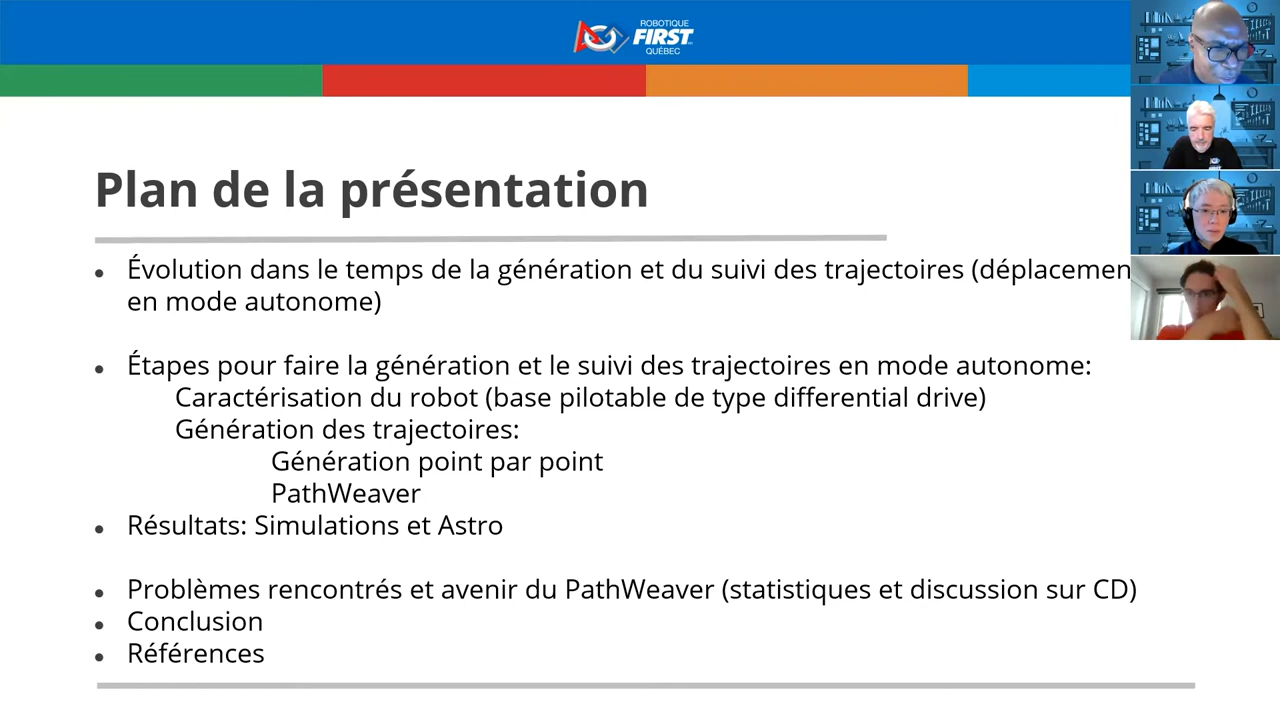 ROBOTIQUE
FIRST
QUÉBEC
Plan de la présentation
Évolution dans le temps de la génération et du suivi des trajectoires (déplacemen
en mode autonome)
Étapes pour faire la génération et le suivi des trajectoires en mode autonome:
Caractérisation du robot (base pilotable de type differential drive)
Génération des trajectoires:
Génération point par point
PathWeaver
Résultats: Simulations et Astro
Problèmes rencontrés et avenir du PathWeaver (statistiques et discussion sur CD)
Conclusion
Références